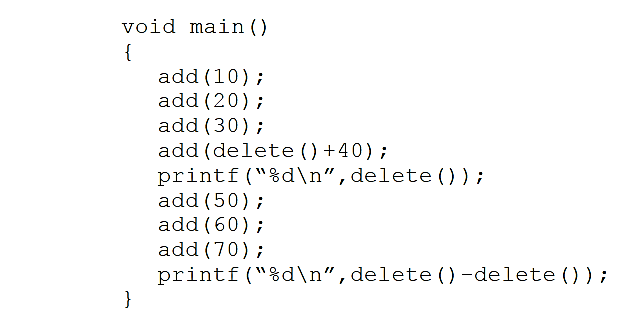 void main()
{
add(10);
add(20);
add(30);
add(delete()+40);
printf(“%d\n”,delete());
add(50);
add(60);
add(70);
printf(“%d\n”,delete()-delete());
}